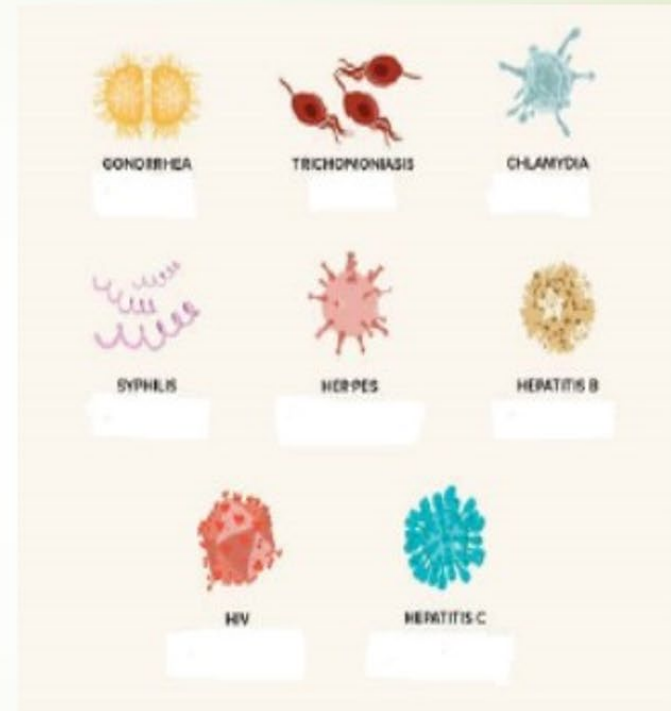 GONORRHEA
TRICHOMONIASIS
CHLAMYDIA
SYPHILIS
HERPES
HEPATITIS B
HIV
HEPATITIS C